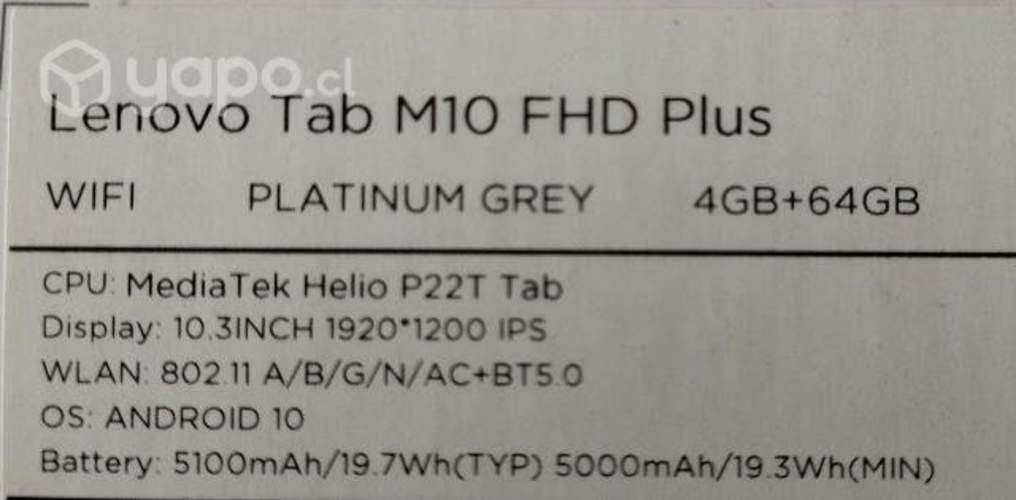 yapo.cl
Lenovo Tab M10 FHD Plus
WIFI PLATINUM GREY 4GB+64GB
CPU: MediaTek Helio P22T Tab
Display: 10.3INCH 1920*1200 IPS
WLAN: 802.11 A/B/G/N/AC+BT5.0
OS: ANDROID 10
Battery: 5100mAh/19.7Wh(TYP) 5000mAh/19.3Wh(MIN)